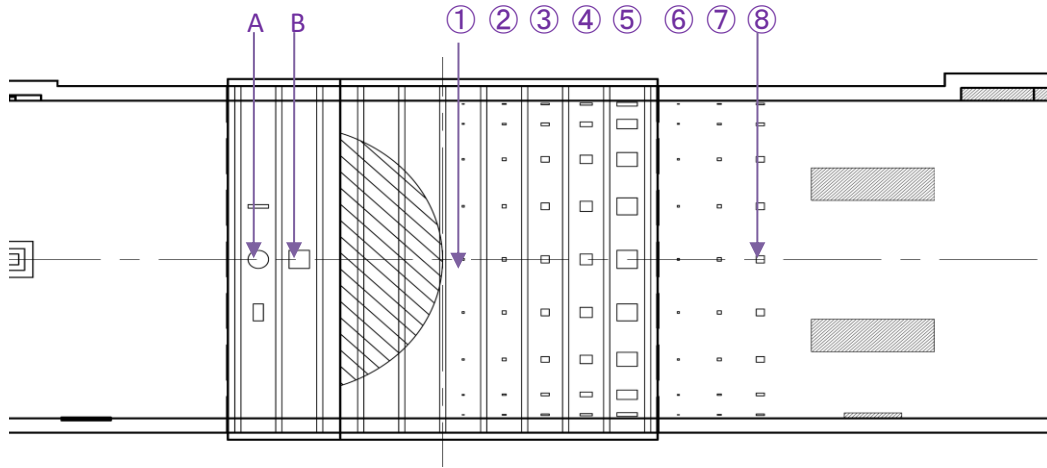 A B ① ② ③ ④ ⑤ ⑥ ⑦ ⑧